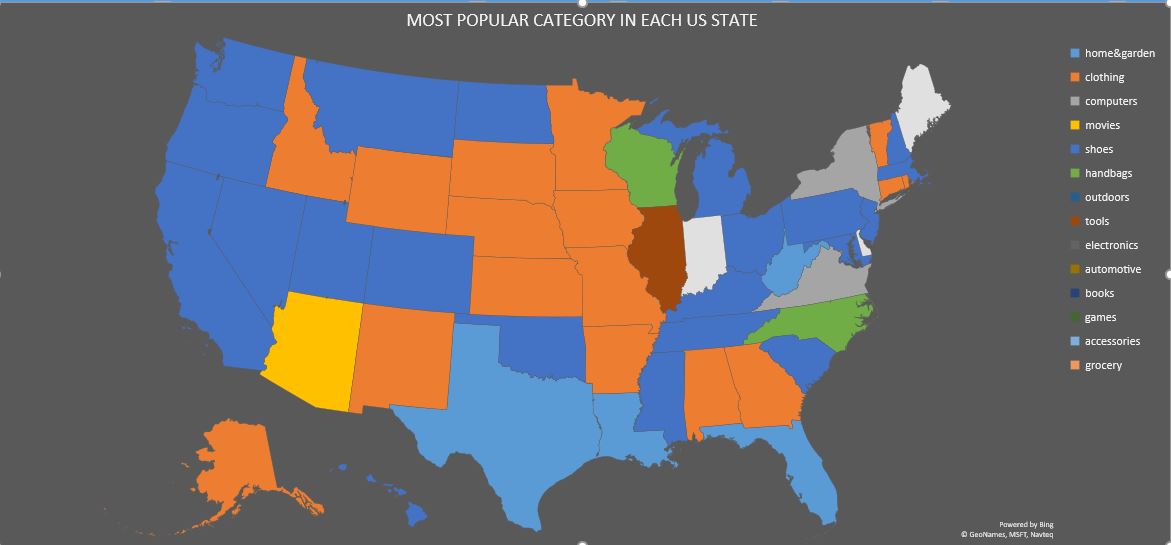 MOST POPULAR CATEGORY IN EACH US STATE
home&garden
clothing
computers
movies
shoes
handbags
outdoors
tools
electronics
automotive
books
games
accessories
grocery
Powered by Bing
© GeoNames, MSFT, Navteq